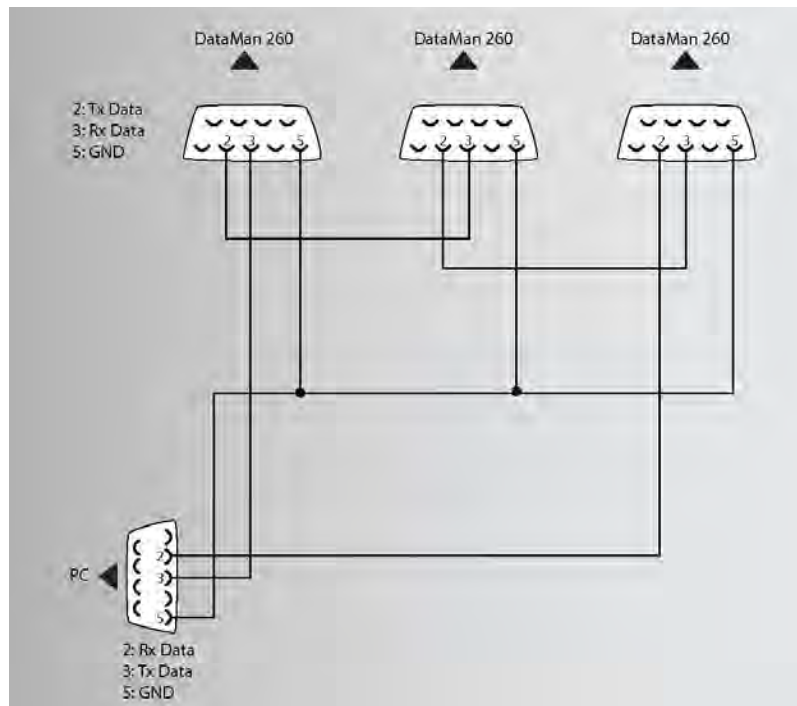 DataMan 260 DataMan 260 DataMan 260
2: Tx Data
3: Rx Data
5: GND
2 3 5
2 3 5
2 3 5
PC
2
3
5
2: Rx Data
3: Tx Data
5: GND